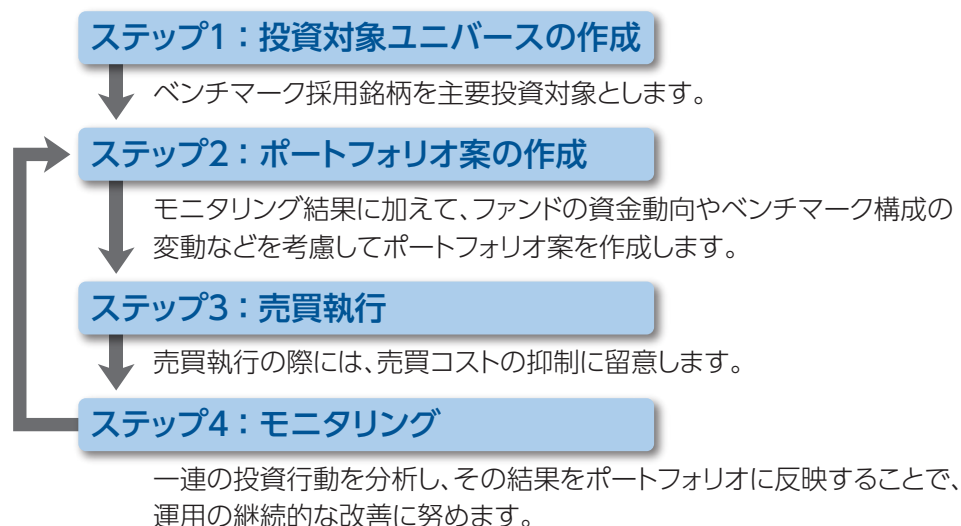 ステップ1：投資対象ユニバースの作成
ベンチマーク採用銘柄を主要投資対象とします。
ステップ2：ポートフォリオ案の作成
モニタリング結果に加えて、ファンドの資金動向やベンチマーク構成の
変動などを考慮してポートフォリオ案を作成します。
ステップ3：売買執行
売買執行の際には、売買コストの抑制に留意します。
ステップ4：モニタリング
一連の投資行動を分析し、その結果をポートフォリオに反映することで、
運用の継続的な改善に努めます。